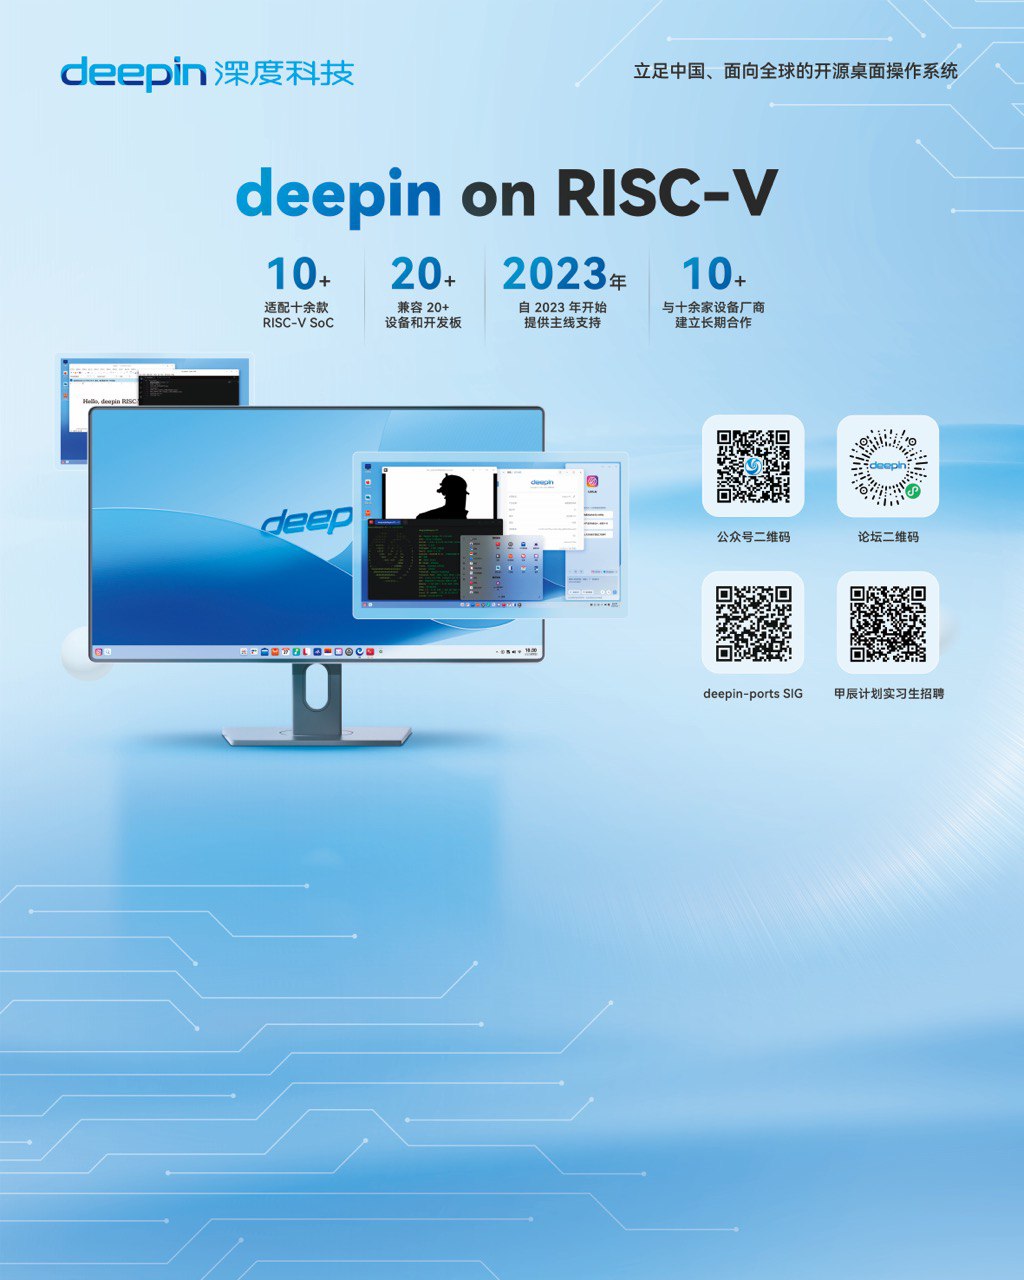 deepin 深度科技
立足中国、面向全球的开源桌面操作系统
deepin on RISC-V
10+
适配十余款
RISC-V SoC
20+
兼容 20+
设备和开发板
2023年
自 2023 年开始
提供主线支持
10+
与十余家设备厂商
建立长期合作
Hello, deepin RISC-
deep
deepin
deepin
公众号二维码
论坛二维码
deepin-ports SIG
甲辰计划实习生招聘